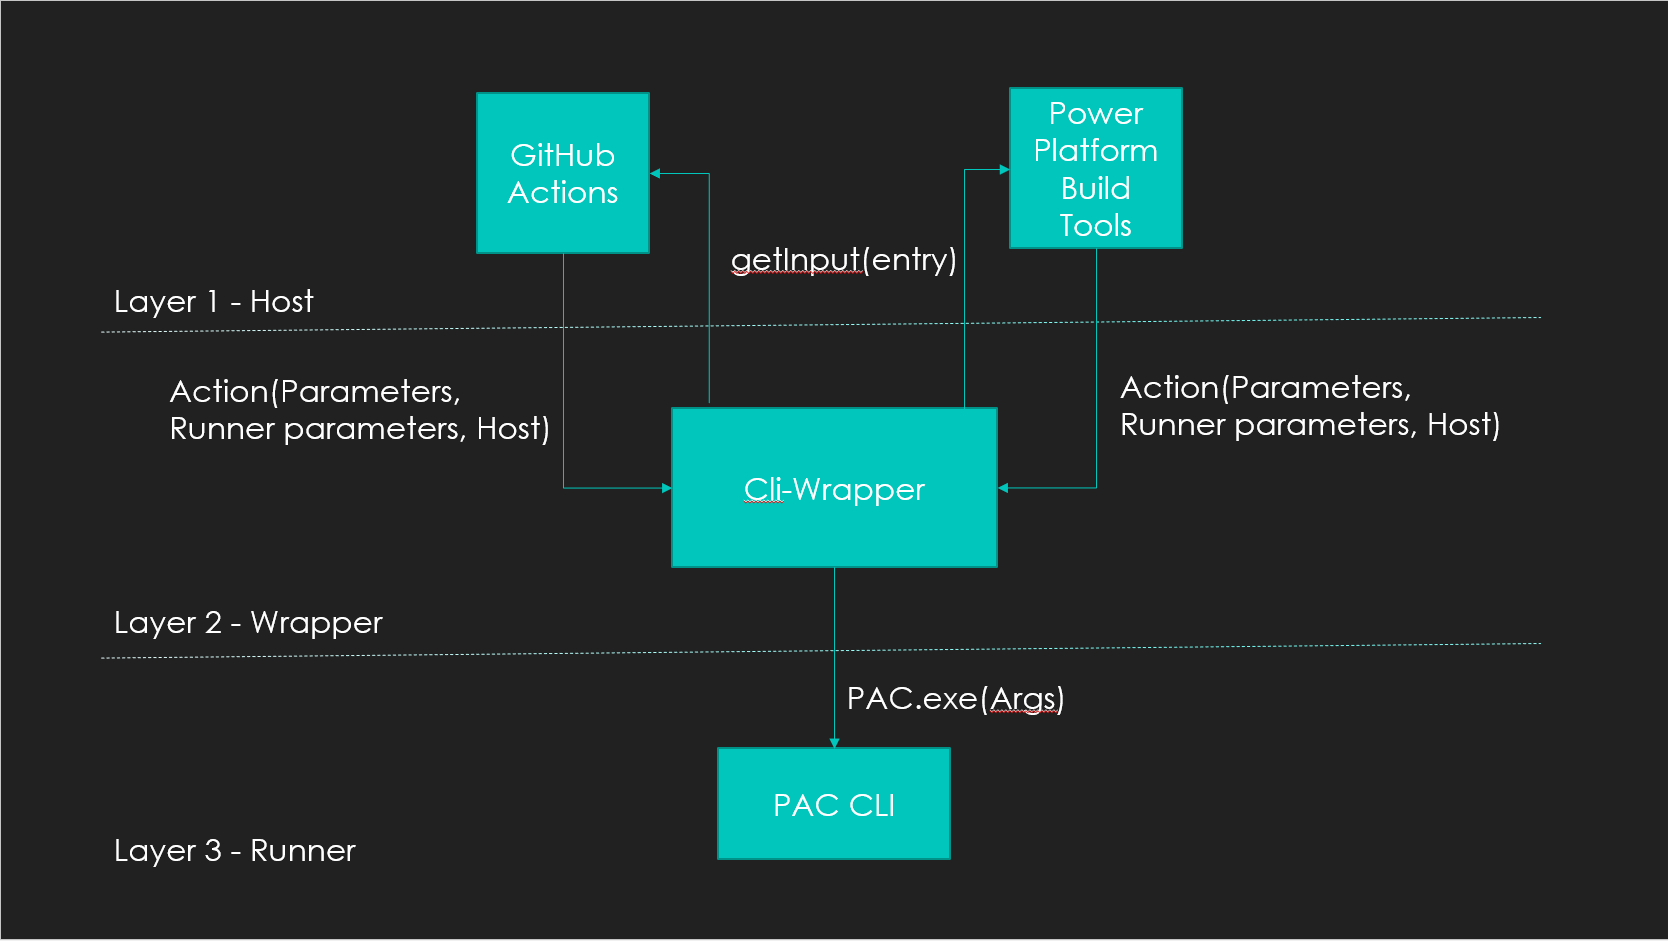 GitHub
Actions
Power
Platform
Build
Tools
getInput(entry)
Layer 1 - Host
Action(Parameters,
Runner parameters, Host)
Action(Parameters,
Runner parameters, Host)
Cli-Wrapper
Layer 2 - Wrapper
PAC.exe(Args)
PAC CLI
Layer 3 - Runner